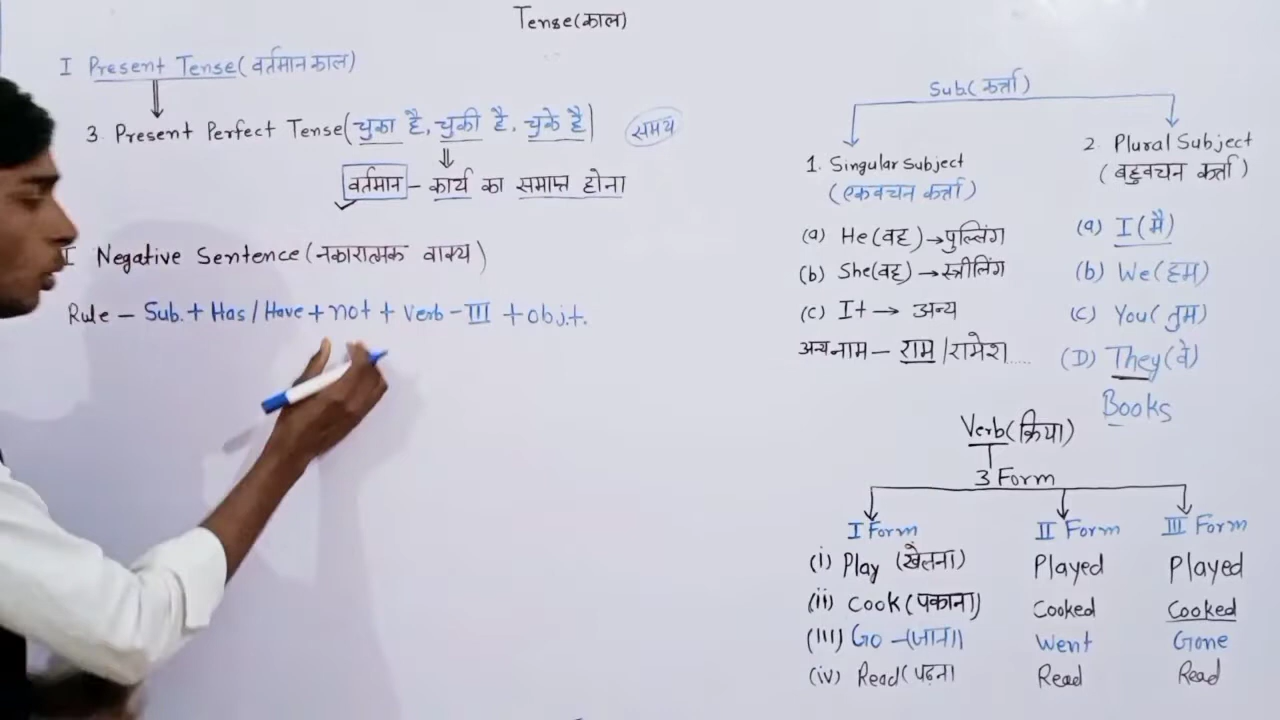 Tense(काल)
I Present Tense(वर्तमान काल)
3. Present Perfect Tense(चुका है, चुकी है, चुके है) समय
वर्तमान - कार्य का समाप्त होना
I Negative Sentence(नकारात्मक वाक्य)
Rule - Sub. + Has/Have + not + Verb - III + obj.t.
Sub.(कर्त्ता)
1. Singular Subject
(एकवचन कर्त्ता)
(a) He(वह) → पुल्लिंग
(b) She(वह) → स्त्रीलिंग
(c) It → अन्य
अन्य नाम - राम/रामेश.....
2. Plural Subject
(बहुवचन कर्त्ता)
(a) I(मै)
(b) We(हम)
(c) You(तुम)
(D) They(वे)
Books
Verb(क्रिया)
3 Form
I Form II Form III Form
(i) Play (खेलना) Played Played
(ii) Cook(पकाना) Cooked Cooked
(III) Go -(जाना) Went Gone
(iv) Read(पढ़ना Read Read